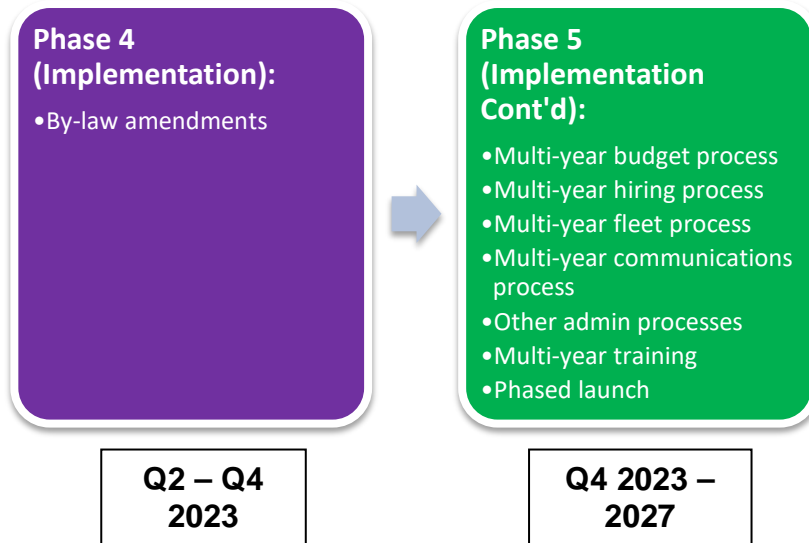 Phase 4
(Implementation):
•By-law amendments
Phase 5
(Implementation
Cont'd):
•Multi-year budget process
•Multi-year hiring process
•Multi-year fleet process
•Multi-year communications
process
•Other admin processes
•Multi-year training
•Phased launch
Q2 – Q4
2023
Q4 2023 –
2027